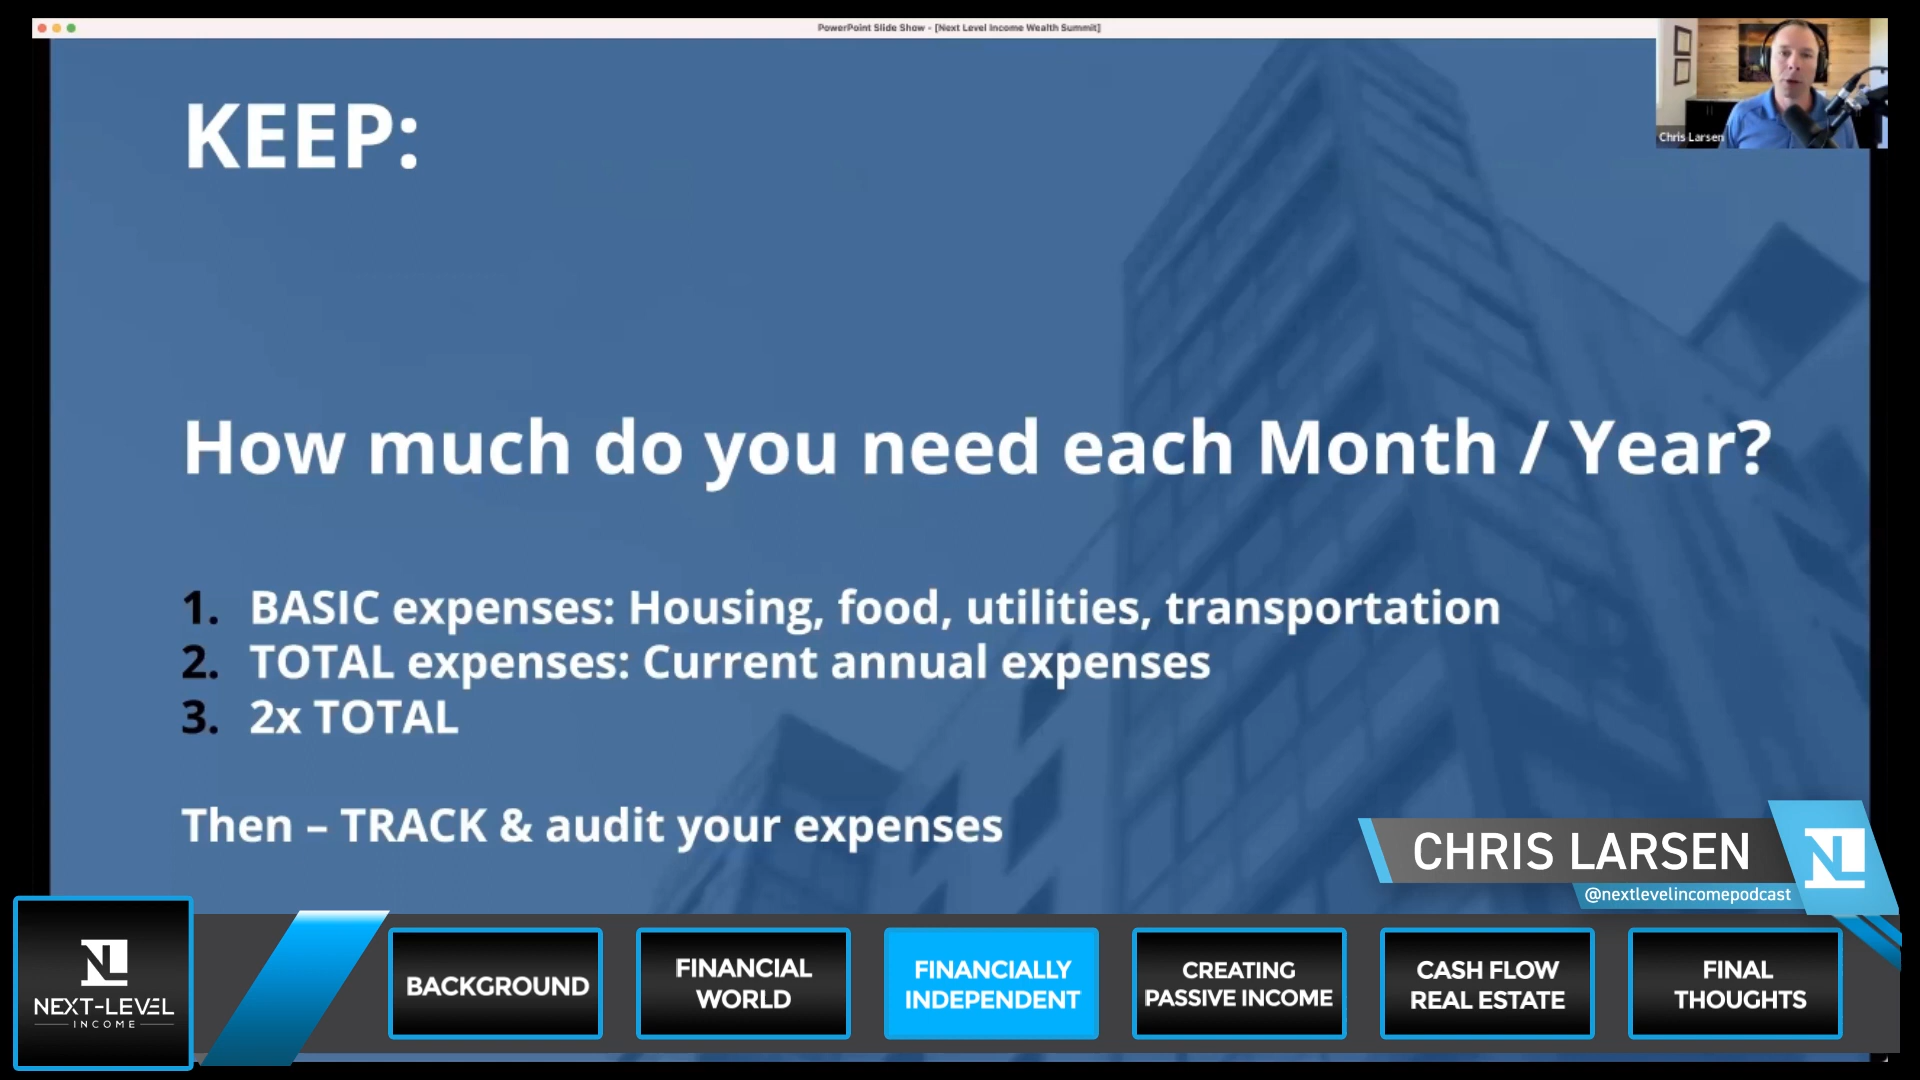 PowerPoint Slide Show - [Next Level Income Wealth Summit]
KEEP:
Chris Larsen
How much do you need each Month / Year?
1. BASIC expenses: Housing, food, utilities, transportation
2. TOTAL expenses: Current annual expenses
3. 2x TOTAL
Then – TRACK & audit your expenses
CHRIS LARSEN
NL
@nextlevelincomepodcast
NL
NEXT-LEVEL
INCOME
BACKGROUND
FINANCIAL
WORLD
FINANCIALLY
INDEPENDENT
CREATING
PASSIVE INCOME
CASH FLOW
REAL ESTATE
FINAL
THOUGHTS